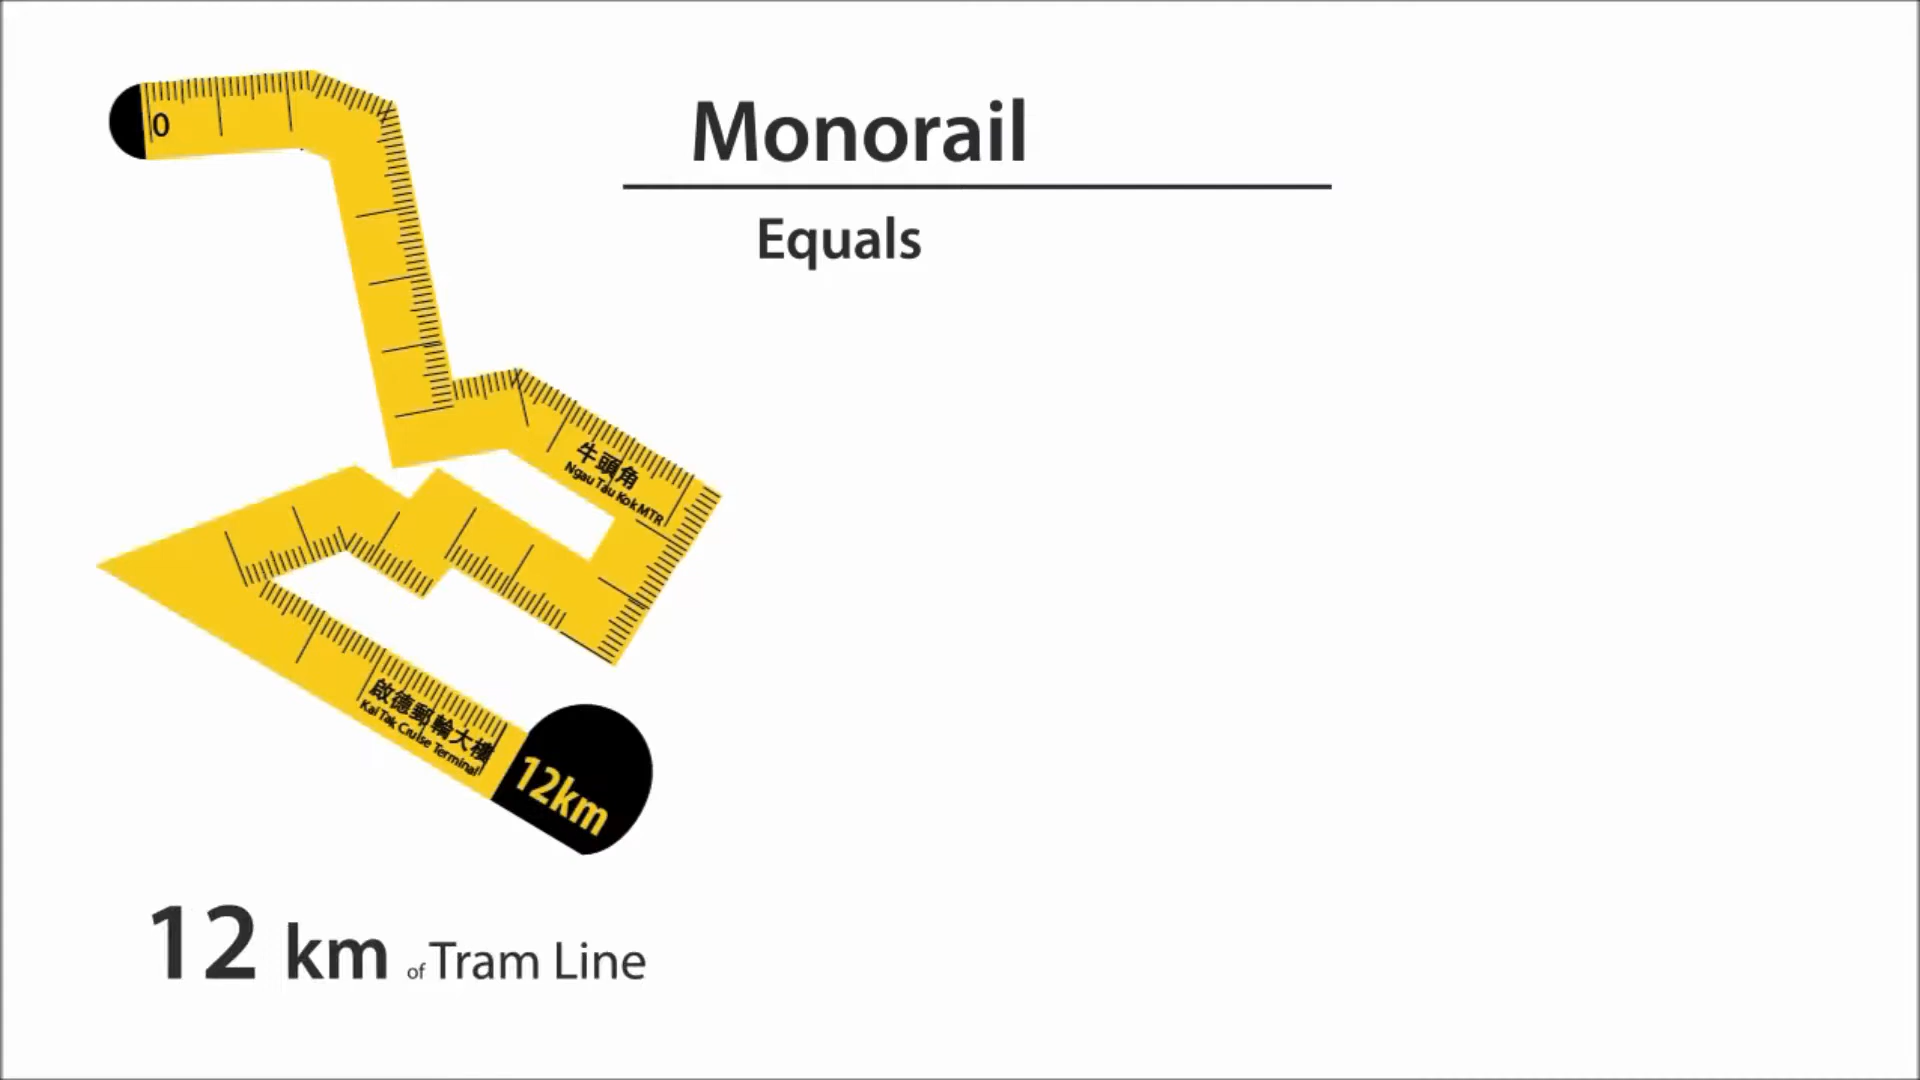 0
Monorail
Equals
牛頭角
Ngau Tau Kok MTR
啟德郵輪大樓
Kai Tak Cruise Terminal
12km
12 km of Tram Line